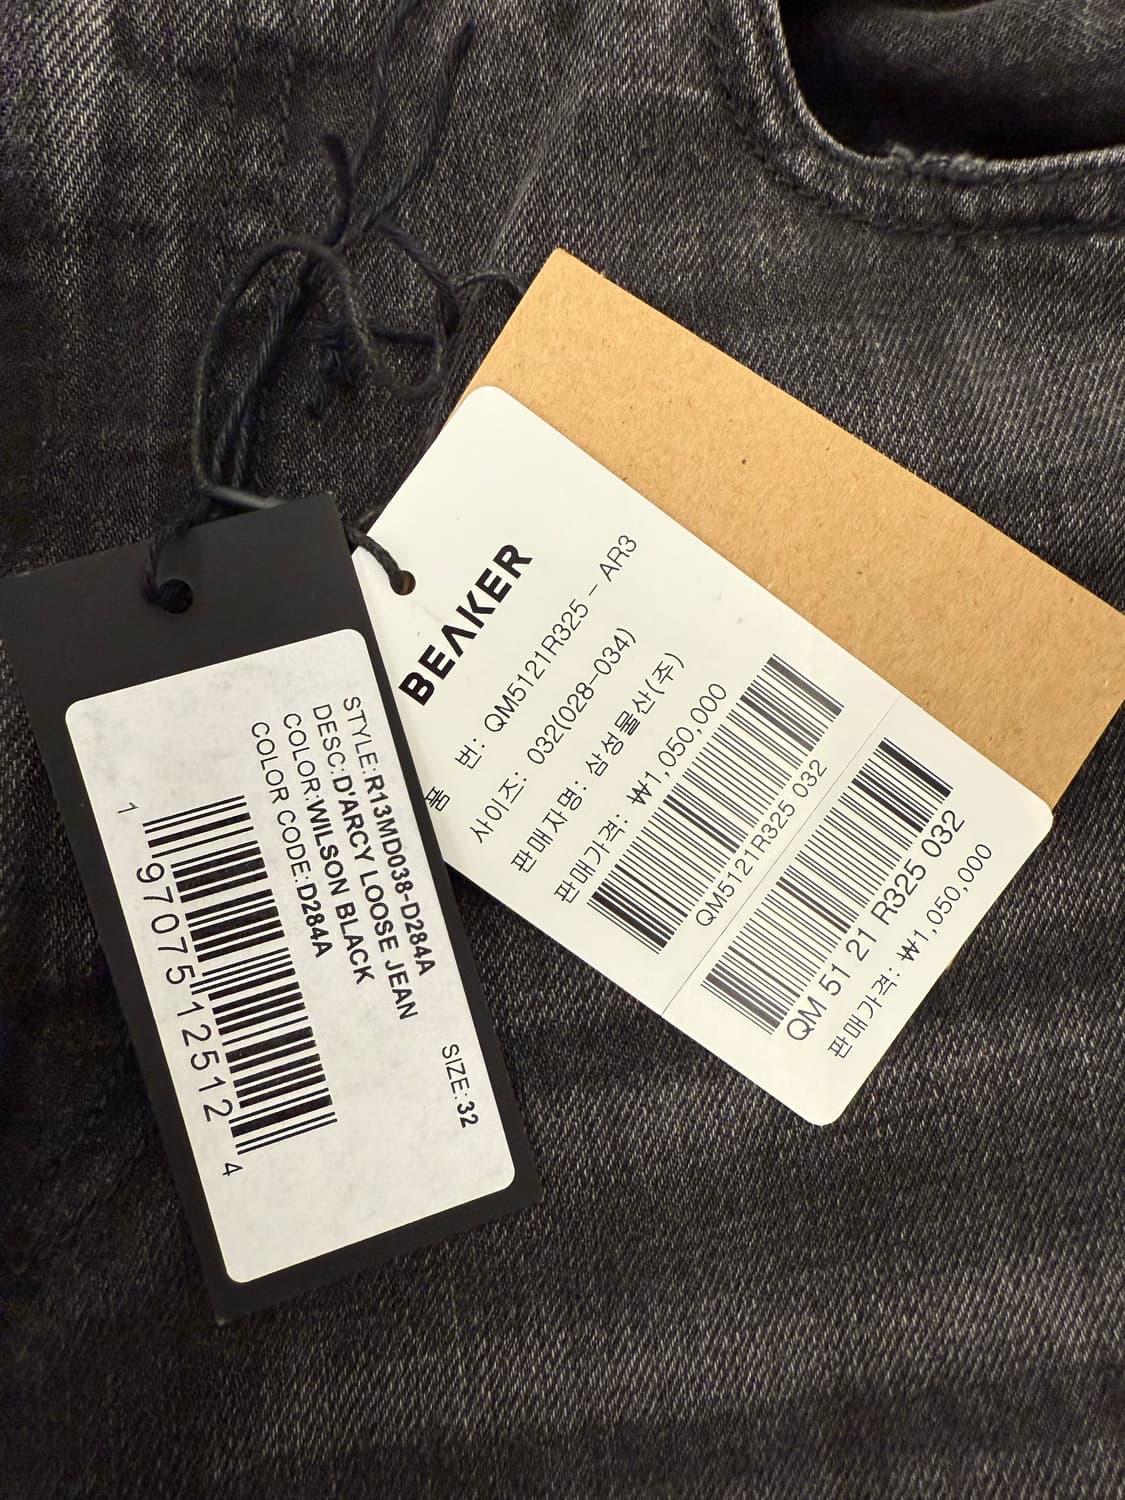 STYLE:R13MD038-D284A
DESC:D'ARCY LOOSE JEAN
COLOR:WILSON BLACK
COLOR CODE:D284A
SIZE:32
1 97075 12512 4
BEAKER
품 번: QM5121R325 - AR3
사이즈: 032(028-034)
판매자명: 삼성물산(주)
판매가격: ₩1,050,000
QM5121R325 032
QM 51 21 R325 032
판매가격: ₩1,050,000